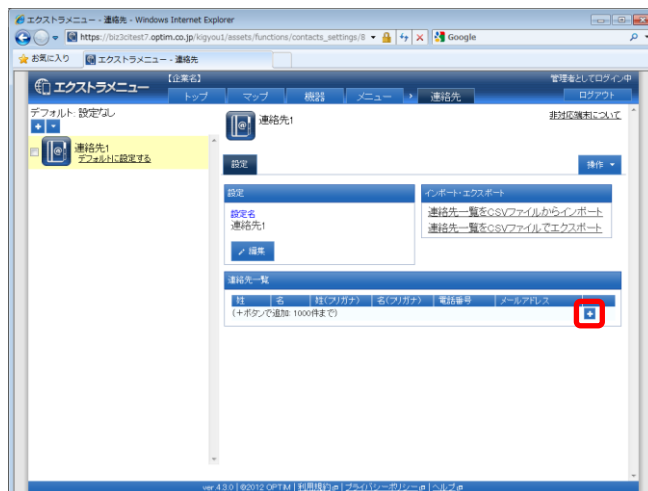 エクストラメニュー - 連絡先 - Windows Internet Explorer
https://biz3citest7.optim.co.jp/kigyou1/assets/functions/contacts_settings/8
Google
お気に入り エクストラメニュー - 連絡先
エクストラメニュー
【企業名】
管理者としてログイン中
トップ マップ 機器 メニュー 連絡先 ログアウト
デフォルト: 設定なし
連絡先1
デフォルトに設定する
連絡先1
非対応端末について
設定
操作
設定
設定名
連絡先1
編集
インポート・エクスポート
連絡先一覧をCSVファイルからインポート
連絡先一覧をCSVファイルでエクスポート
連絡先一覧
姓 名 姓(フリガナ) 名(フリガナ) 電話番号 メールアドレス
(+ボタンで追加: 1000件まで)
ver.4.3.0 | ©2012 OPTiM | 利用規約 | プライバシーポリシー | ヘルプ